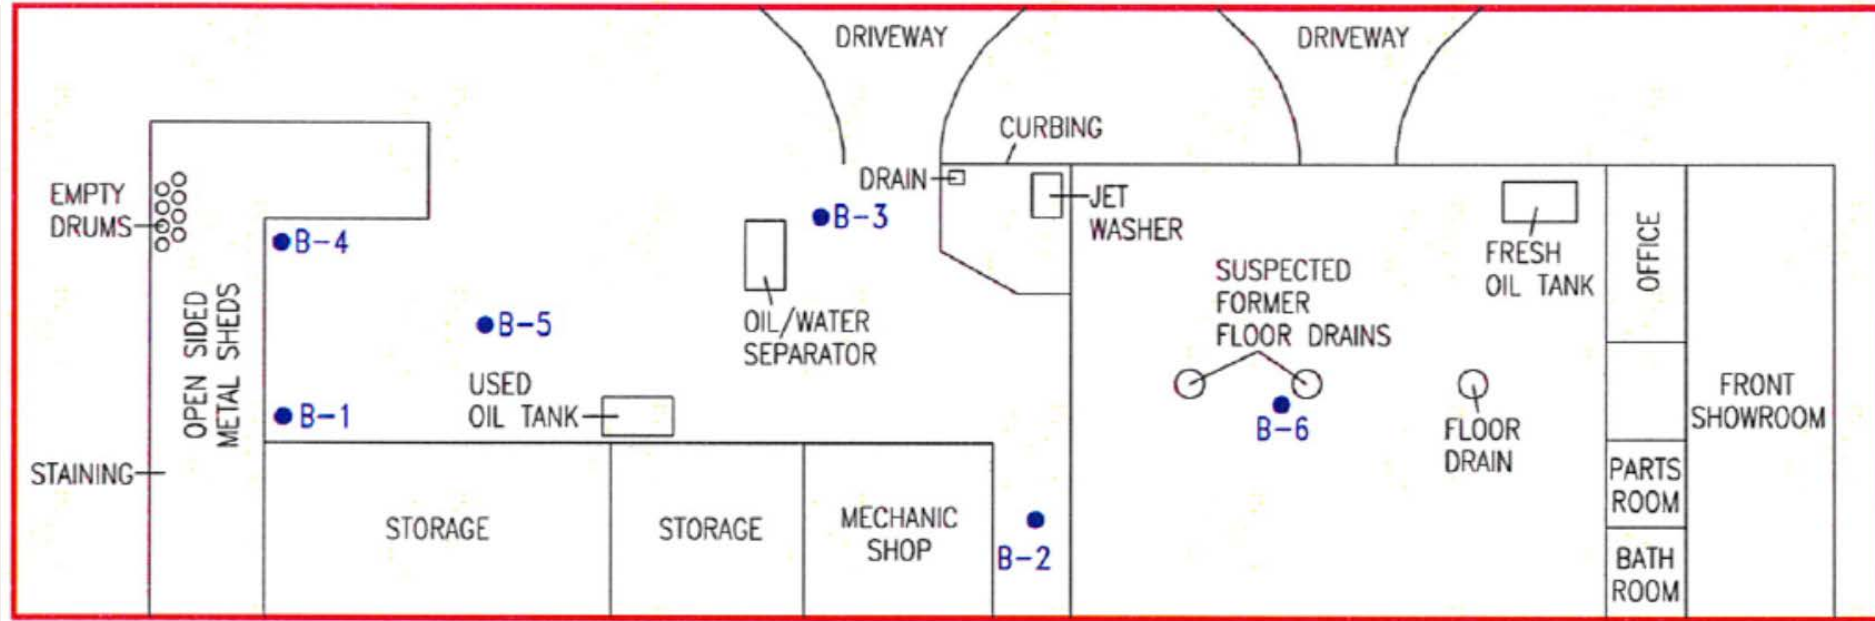 DRIVEWAY
DRIVEWAY
CURBING
DRAIN
JET
WASHER
EMPTY
DRUMS
B-4
B-3
OPEN SIDED
METAL SHEDS
B-5
OIL/WATER
SEPARATOR
SUSPECTED
FORMER
FLOOR DRAINS
FRESH
OIL TANK
OFFICE
USED
OIL TANK
B-1
B-6
FLOOR
DRAIN
FRONT
SHOWROOM
STAINING
STORAGE
STORAGE
MECHANIC
SHOP
B-2
PARTS
ROOM
BATH
ROOM